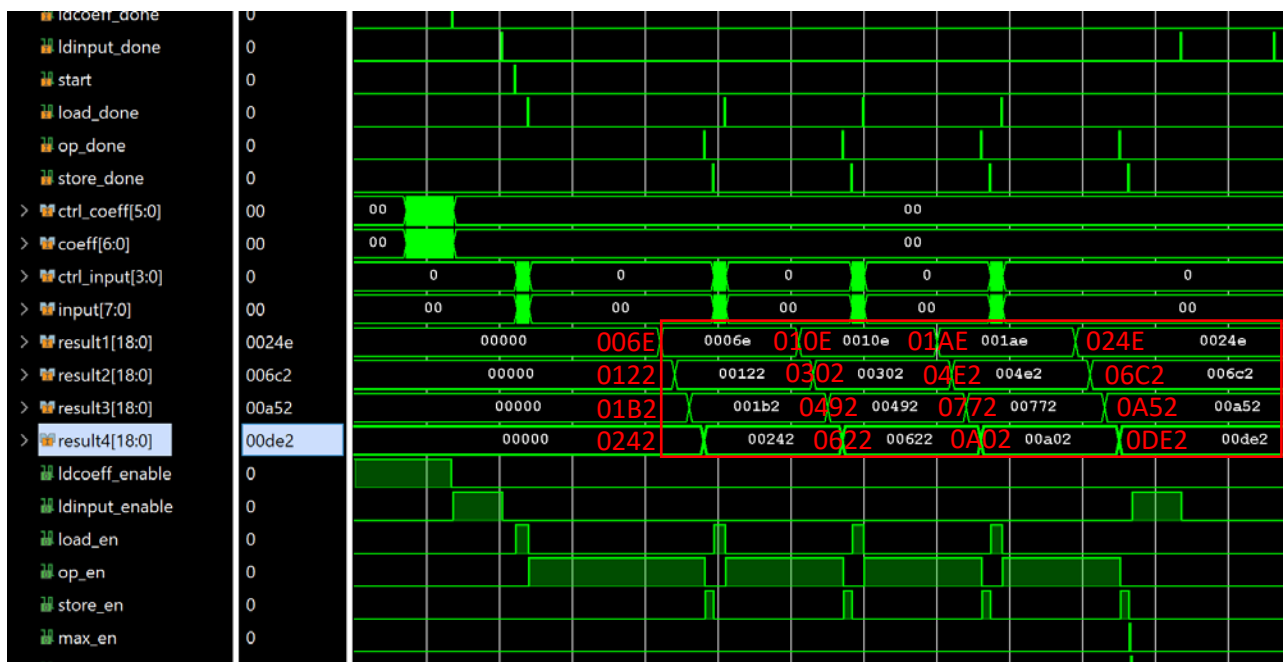 ldcoeff_done 0
ldinput_done 0
start 0
load_done 0
op_done 0
store_done 0
ctrl_coeff[5:0] 00 00 00
coeff[6:0] 00 00 00
ctrl_input[3:0] 0 0 0 0 0 0
input[7:0] 00 00 00 00 00 00
result1[18:0] 0024e 00000 006E 0006e 010E 0010e 01AE 001ae 024E 0024e
result2[18:0] 006c2 00000 0122 00122 0302 00302 04E2 004e2 06C2 006c2
result3[18:0] 00a52 00000 01B2 001b2 0492 00492 0772 00772 0A52 00a52
result4[18:0] 00de2 00000 0242 00242 0622 00622 0A02 00a02 0DE2 00de2
ldcoeff_enable 0
ldinput_enable 0
load_en 0
op_en 0
store_en 0
max_en 0